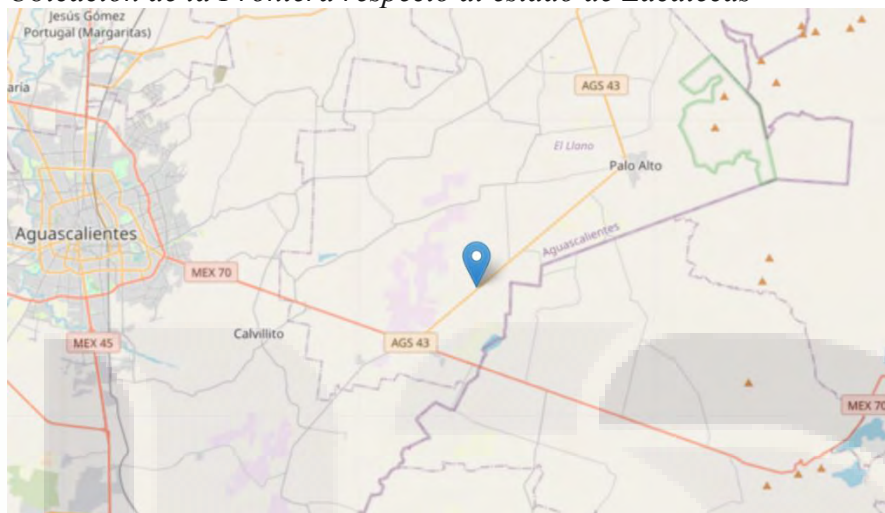 Ubicación de la Frontera respecto al estado de Zacatecas
Jesús Gómez
Portugal (Margaritas)
aria
AGS 43
El Llano
Palo Alto
Aguascalientes
Aguascalientes
MEX 70
Calvillito
AGS 43
MEX 45
MEX 70